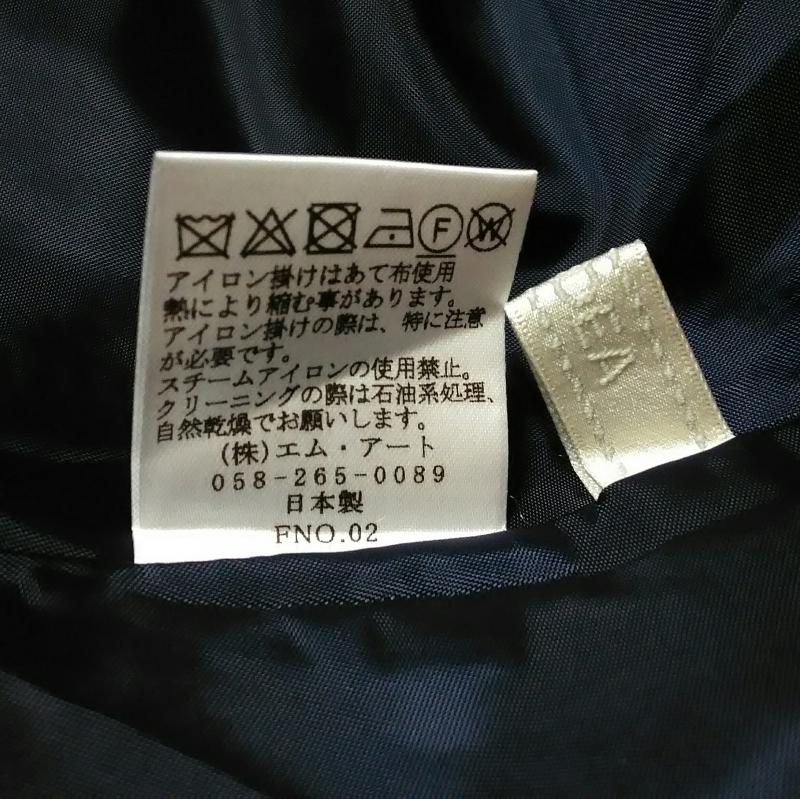 F W
アイロン掛けはあて布使用
熱により縮む事があります。
アイロン掛けの際は、特に注意
が必要です。
スチームアイロンの使用禁止。
クリーニングの際は石油系処理、
自然乾燥でお願いします。
(株)エム・アート
058-265-0089
日本製
FNO.02
EA